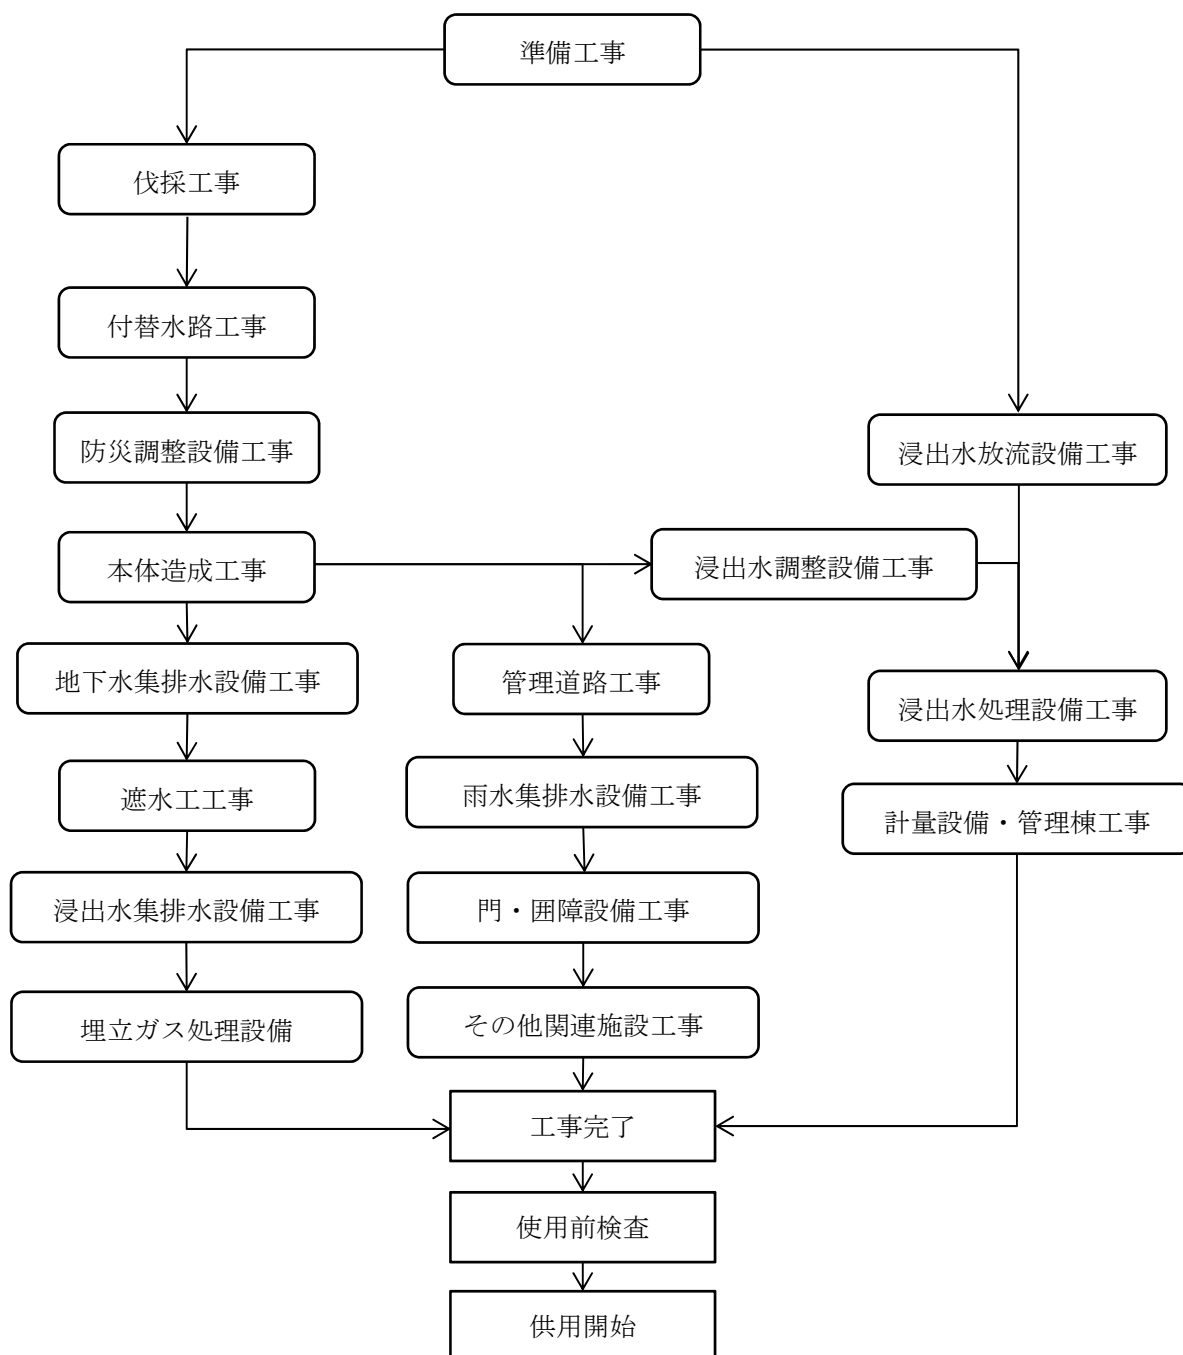 準備工事
伐採工事
付替水路工事
防災調整設備工事
浸出水放流設備工事
本体造成工事
浸出水調整設備工事
地下水集排水設備工事
管理道路工事
浸出水処理設備工事
遮水工工事
雨水集排水設備工事
計量設備・管理棟工事
浸出水集排水設備工事
門・囲障設備工事
埋立ガス処理設備
その他関連施設工事
工事完了
使用前検査
供用開始